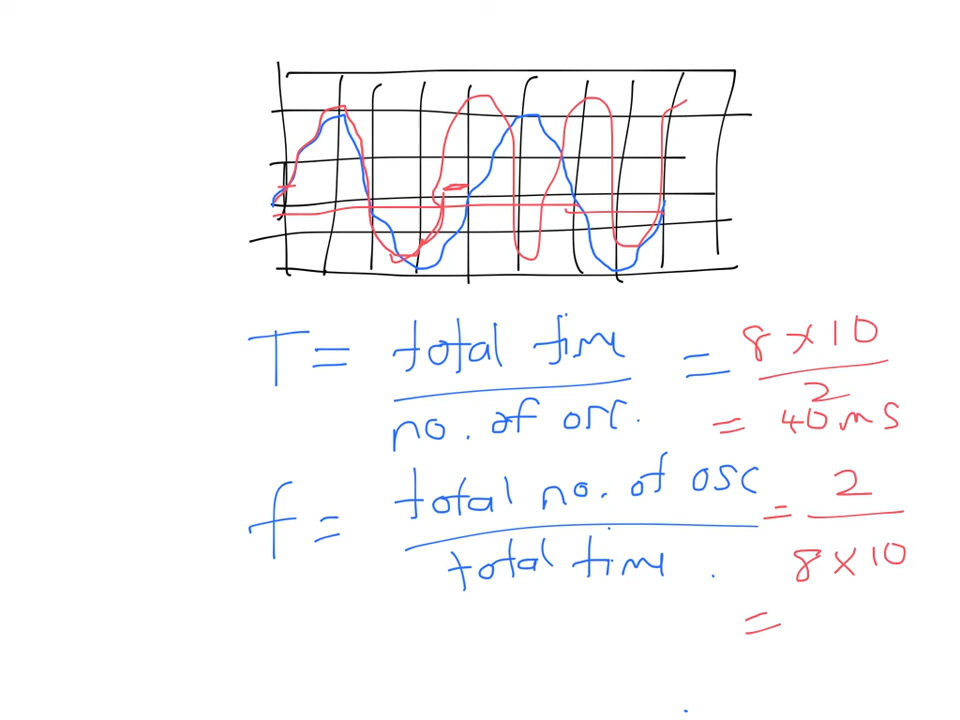 T = total time / no. of osc. = 8 × 10 / 2
= 40 ms
f = total no. of osc / total time. = 2 / 8 × 10
=